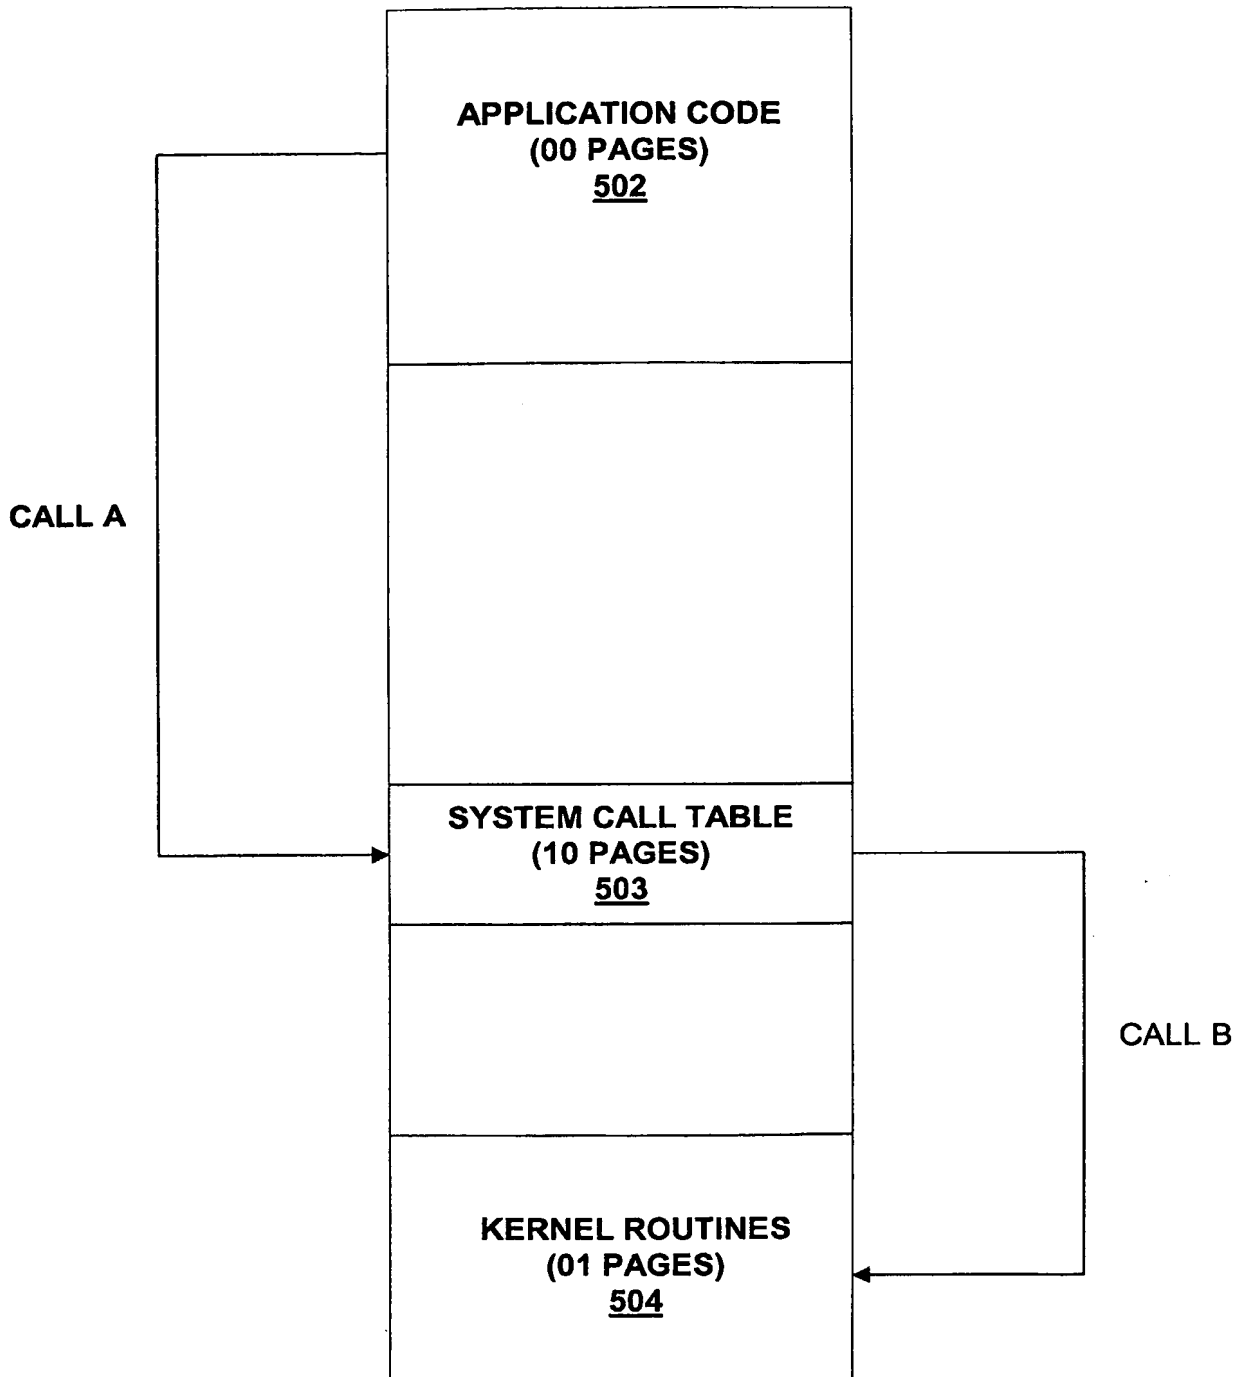 APPLICATION CODE
(00 PAGES)
502
CALL A
SYSTEM CALL TABLE
(10 PAGES)
503
CALL B
KERNEL ROUTINES
(01 PAGES)
504